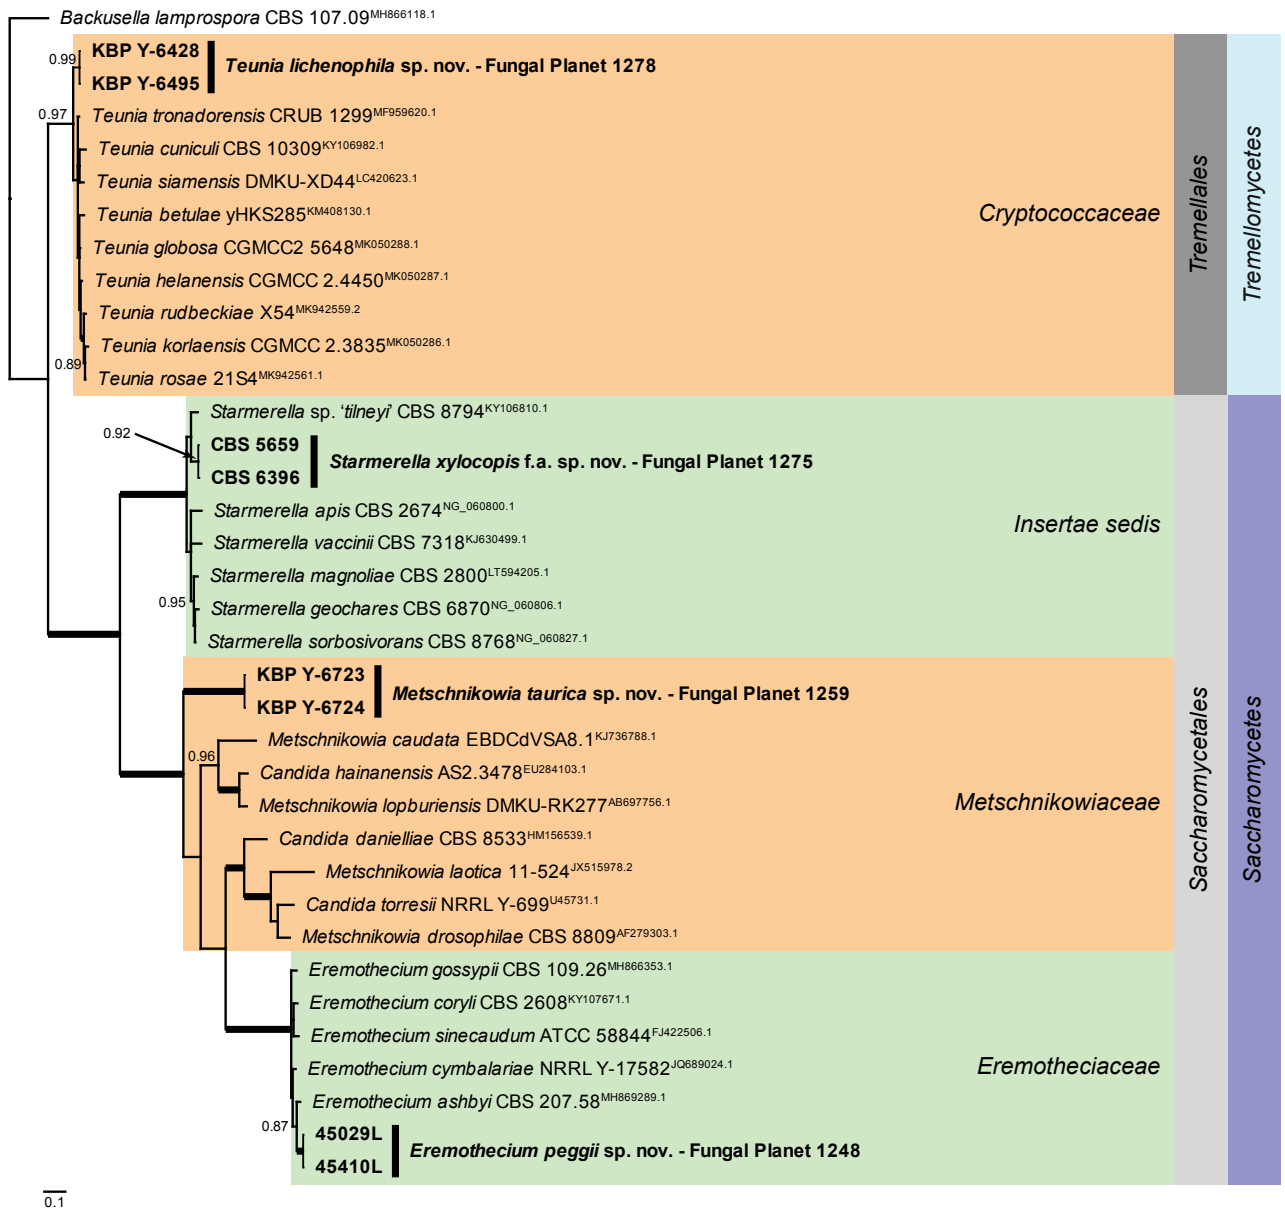 Backusella lamprospora CBS 107.09MH866118.1
0.99
KBP Y-6428
KBP Y-6495
Teunia lichenophila sp. nov. - Fungal Planet 1278
0.97
Teunia tronadorensis CRUB 1299MF959620.1
Teunia cuniculi CBS 10309KY106982.1
Teunia siamensis DMKU-XD44LC420623.1
Teunia betulae yHKS285KM408130.1
Teunia globosa CGMCC2 5648MK050288.1
Teunia helanensis CGMCC 2.4450MK050287.1
Teunia rudbeckiae X54MK942559.2
Teunia korlaensis CGMCC 2.3835MK050286.1
0.89
Teunia rosae 21S4MK942561.1
Cryptococcaceae
Tremellales
Tremellomycetes
Starmerella sp. ‘tilneyi’ CBS 8794KY106810.1
0.92
CBS 5659
CBS 6396
Starmerella xylocopis f.a. sp. nov. - Fungal Planet 1275
Starmerella apis CBS 2674NG_060800.1
Starmerella vaccinii CBS 7318KJ630499.1
Starmerella magnoliae CBS 2800LT594205.1
0.95
Starmerella geochares CBS 6870NG_060806.1
Starmerella sorbosivorans CBS 8768NG_060827.1
Insertae sedis
KBP Y-6723
KBP Y-6724
Metschnikowia taurica sp. nov. - Fungal Planet 1259
Metschnikowia caudata EBDCdVSA8.1KJ736788.1
0.96
Candida hainanensis AS2.3478EU284103.1
Metschnikowia lopburiensis DMKU-RK277AB697756.1
Candida danielliae CBS 8533HM156539.1
Metschnikowia laotica 11-524JX515978.2
Candida torresii NRRL Y-699U45731.1
Metschnikowia drosophilae CBS 8809AF279303.1
Metschnikowiaceae
Saccharomycetales
Saccharomycetes
Eremothecium gossypii CBS 109.26MH866353.1
Eremothecium coryli CBS 2608KY107671.1
Eremothecium sinecaudum ATCC 58844FJ422506.1
Eremothecium cymbalariae NRRL Y-17582JQ689024.1
Eremothecium ashbyi CBS 207.58MH869289.1
0.87
45029L
45410L
Eremothecium peggii sp. nov. - Fungal Planet 1248
Eremotheciaceae
0.1